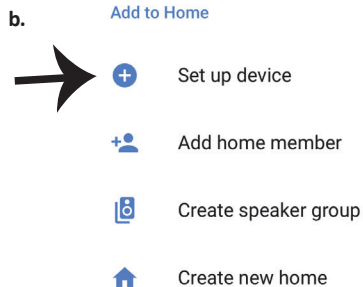 b.
Add to Home
Set up device
Add home member
Create speaker group
Create new home